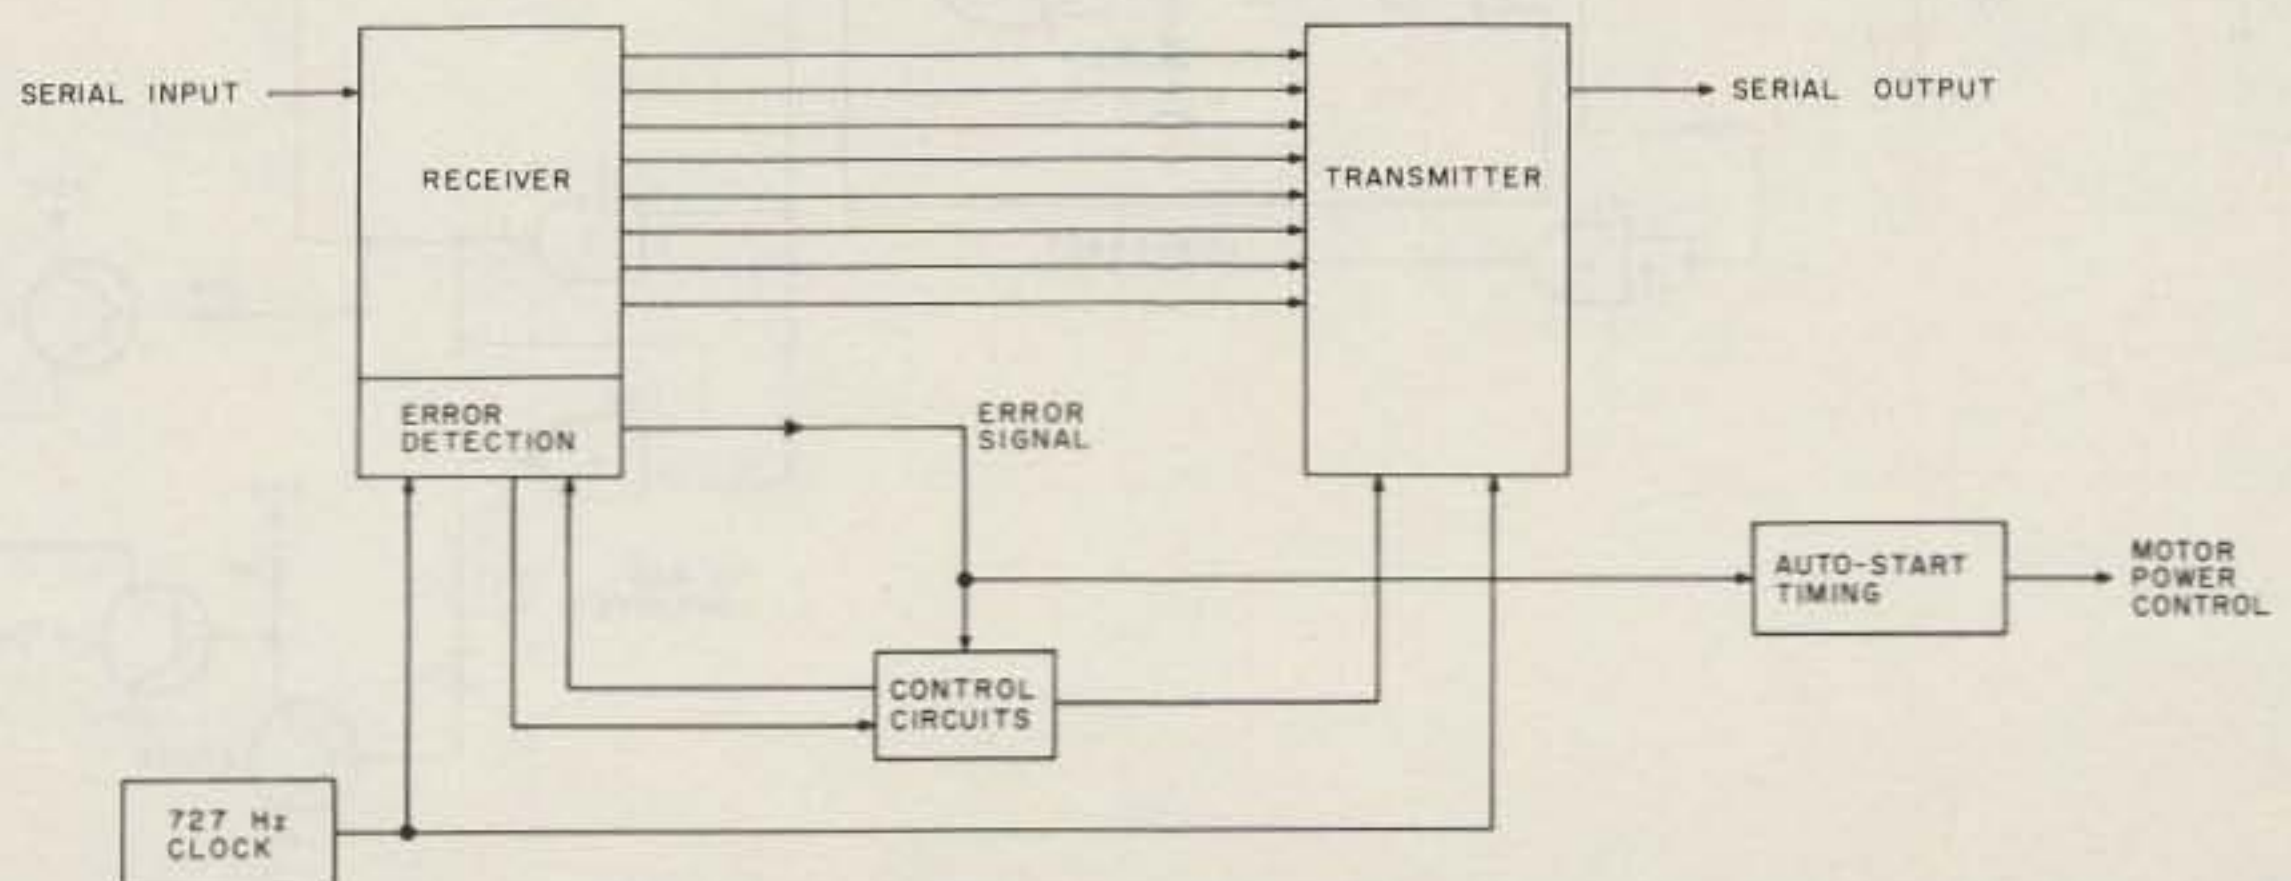 SERIAL INPUT
RECEIVER
TRANSMITTER
SERIAL OUTPUT
ERROR
DETECTION
ERROR
SIGNAL
AUTO-START
TIMING
MOTOR
POWER
CONTROL
CONTROL
CIRCUITS
727 Hz
CLOCK